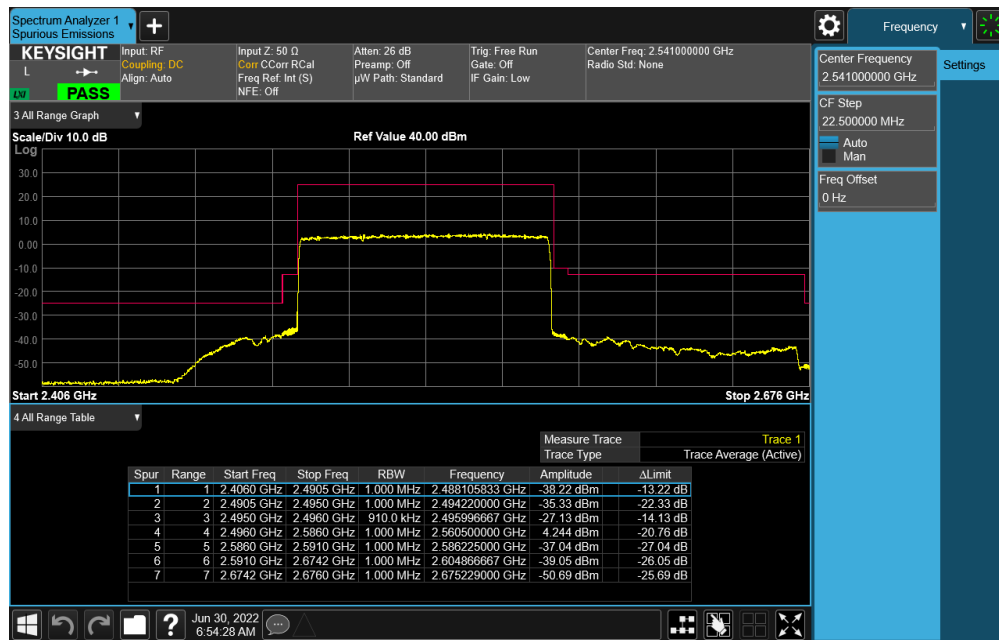 Spectrum Analyzer 1
Spurious Emissions
Frequency
KEYSIGHT
L
LXI
PASS
Input: RF
Coupling: DC
Align: Auto
Input Z: 50 Ω
Corr CCorr RCal
Freq Ref: Int (S)
NFE: Off
Atten: 26 dB
Preamp: Off
µW Path: Standard
Trig: Free Run
Gate: Off
IF Gain: Low
Center Freq: 2.541000000 GHz
Radio Std: None
Center Frequency
2.541000000 GHz
Settings
CF Step
22.500000 MHz
Auto
Man
Freq Offset
0 Hz
3 All Range Graph
Scale/Div 10.0 dB
Ref Value 40.00 dBm
Log
30.0
20.0
10.0
0.00
-10.0
-20.0
-30.0
-40.0
-50.0
Start 2.406 GHz
Stop 2.676 GHz
4 All Range Table
Measure Trace Trace 1
Trace Type Trace Average (Active)
Spur Range Start Freq Stop Freq RBW Frequency Amplitude ΔLimit
1 1 2.4060 GHz 2.4905 GHz 1.000 MHz 2.488105833 GHz -38.22 dBm -13.22 dB
2 2 2.4905 GHz 2.4950 GHz 1.000 MHz 2.494220000 GHz -35.33 dBm -22.33 dB
3 3 2.4950 GHz 2.4960 GHz 910.0 kHz 2.495996667 GHz -27.13 dBm -14.13 dB
4 4 2.4960 GHz 2.5860 GHz 1.000 MHz 2.560500000 GHz 4.244 dBm -20.76 dB
5 5 2.5860 GHz 2.5910 GHz 1.000 MHz 2.586225000 GHz -37.04 dBm -27.04 dB
6 6 2.5910 GHz 2.6742 GHz 1.000 MHz 2.604866667 GHz -39.05 dBm -26.05 dB
7 7 2.6742 GHz 2.6760 GHz 1.000 MHz 2.675229000 GHz -50.69 dBm -25.69 dB
?
Jun 30, 2022
6:54:28 AM